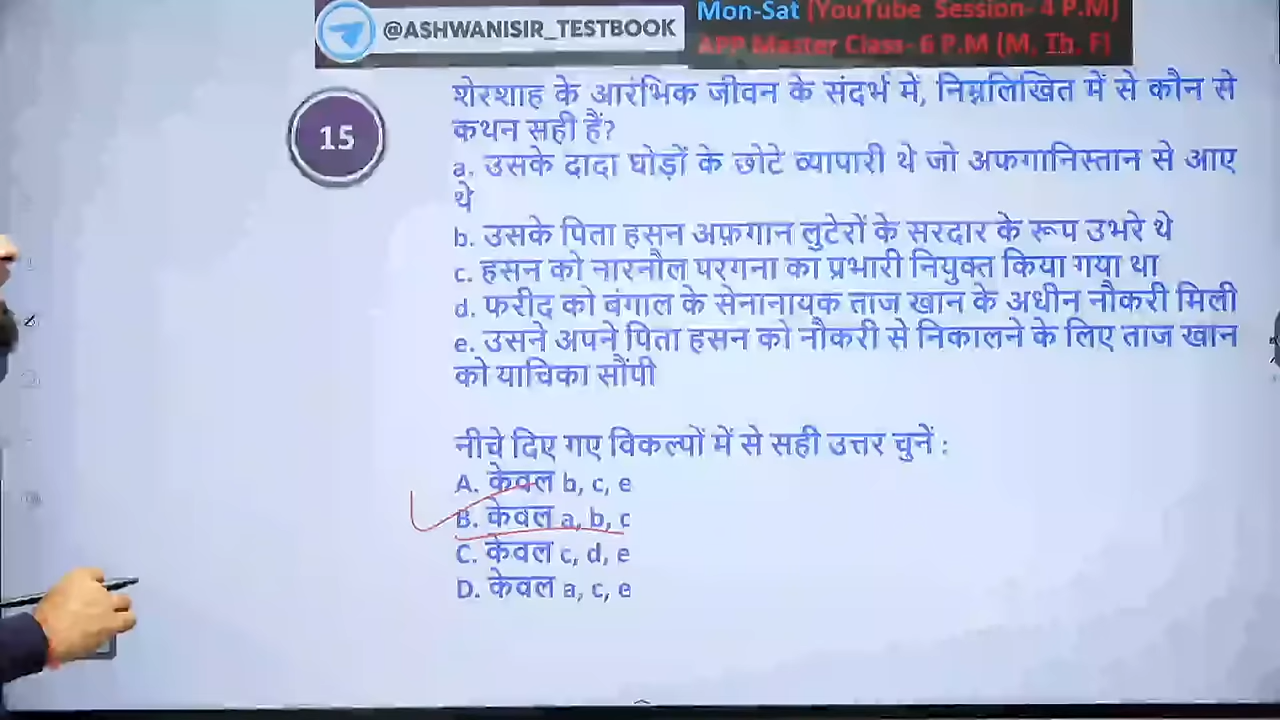 @ASHWANISIR_TESTBOOK
Mon-Sat (YouTube Session- 4 P.M)
APP Master Class- 6 P.M (M, Th, F)
15
शेरशाह के आरंभिक जीवन के संदर्भ में, निम्नलिखित में से कौन से
कथन सही हैं?
a. उसके दादा घोड़ों के छोटे व्यापारी थे जो अफगानिस्तान से आए
थे
b. उसके पिता हसन अफ़गान लुटेरों के सरदार के रूप उभरे थे
c. हसन को नारनौल परगना का प्रभारी नियुक्त किया गया था
d. फरीद को बंगाल के सेनानायक ताज खान के अधीन नौकरी मिली
e. उसने अपने पिता हसन को नौकरी से निकालने के लिए ताज खान
को याचिका सौंपी
नीचे दिए गए विकल्पों में से सही उत्तर चुनें :
A. केवल b, c, e
B. केवल a, b, c
C. केवल c, d, e
D. केवल a, c, e